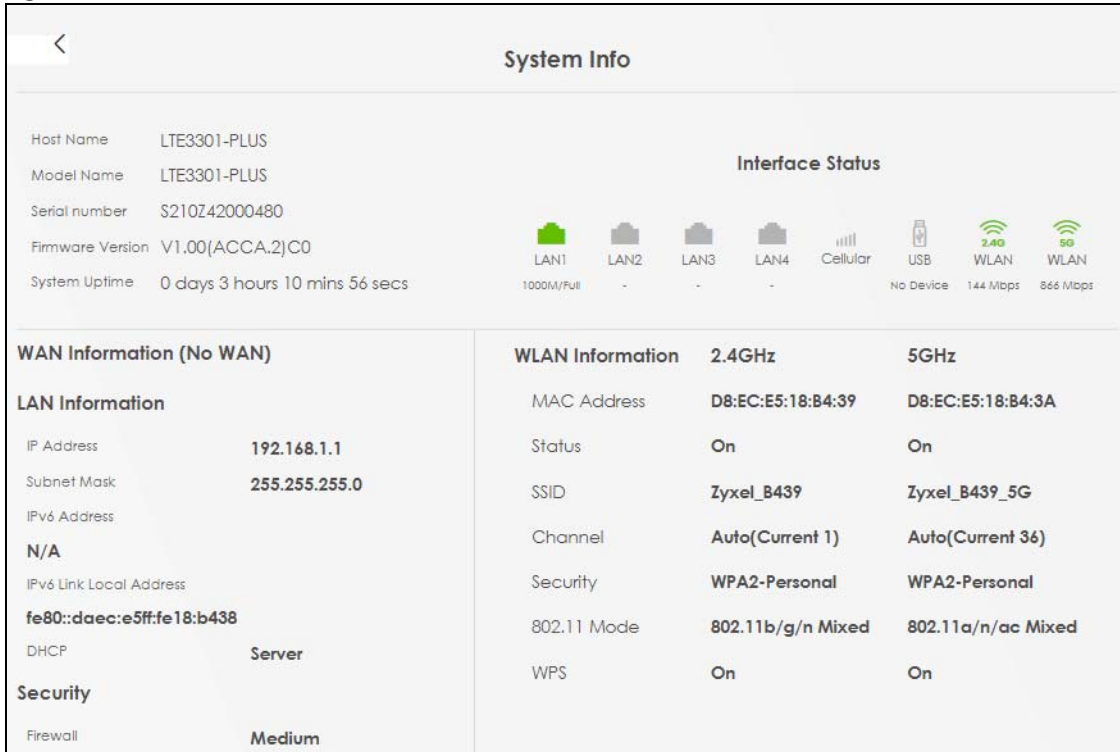 System Info
Host Name LTE3301-PLUS
Model Name LTE3301-PLUS
Serial number S210Z42000480
Firmware Version V1.00(ACCA.2)C0
System Uptime 0 days 3 hours 10 mins 56 secs
Interface Status
2.4G 5G
LAN1 LAN2 LAN3 LAN4 Cellular USB WLAN WLAN
1000M/Full - - - No Device 144 Mbps 866 Mbps
WAN Information (No WAN)
LAN Information
IP Address 192.168.1.1
Subnet Mask 255.255.255.0
IPv6 Address
N/A
IPv6 Link Local Address
fe80::daec:e5ff:fe18:b438
DHCP Server
Security
Firewall Medium
WLAN Information 2.4GHz 5GHz
MAC Address D8:EC:E5:18:B4:39 D8:EC:E5:18:B4:3A
Status On On
SSID Zyxel_B439 Zyxel_B439_5G
Channel Auto(Current 1) Auto(Current 36)
Security WPA2-Personal WPA2-Personal
802.11 Mode 802.11b/g/n Mixed 802.11a/n/ac Mixed
WPS On On